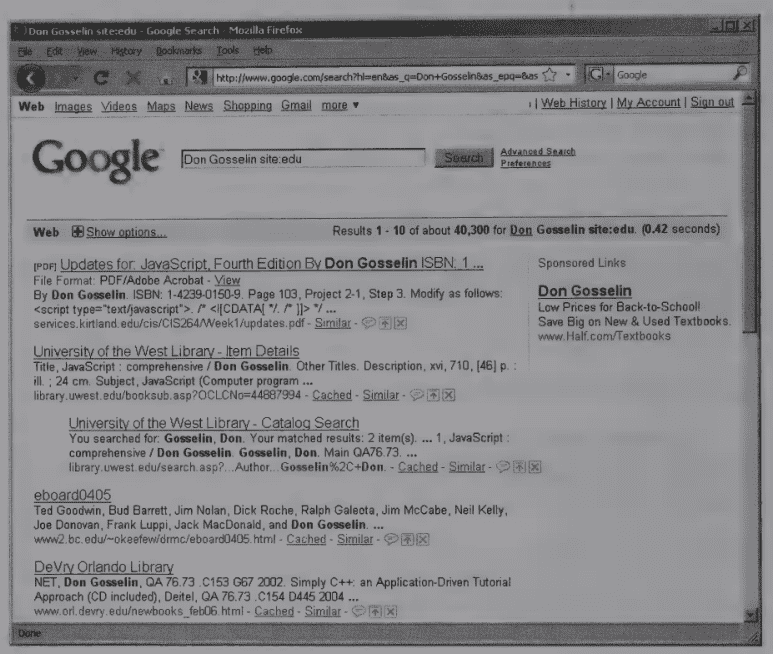 Don Gosselin site:edu - Google Search - Mozilla Firefox
File Edit View History Bookmarks Tools Help
http://www.google.com/search?hl=en&as_q=Don+Gosselin&as_epq=&as
Google
Web Images Videos Maps News Shopping Gmail more ▼
| Web History | My Account | Sign out
Google
Don Gosselin site:edu
Search
Advanced Search
Preferences
Web Show options...
Results 1 - 10 of about 40,300 for Don Gosselin site:edu. (0.42 seconds)
[PDF] Updates for: JavaScript, Fourth Edition By Don Gosselin ISBN: 1 ...
File Format: PDF/Adobe Acrobat - View
By Don Gosselin. ISBN: 1-4239-0150-9. Page 103, Project 2-1, Step 3. Modify as follows:
<script type="text/javascript">. /* <![CDATA[ */. /* ]]> */ ...
services.kirtland.edu/cis/CIS264/Week1/updates.pdf - Similar -
University of the West Library - Item Details
Title, JavaScript : comprehensive / Don Gosselin. Other Titles. Description, xvi, 710, [46] p. :
ill. ; 24 cm. Subject, JavaScript (Computer program ...
library.uwest.edu/booksub.asp?OCLCNo=44887994 - Cached - Similar -
University of the West Library - Catalog Search
You searched for: Gosselin, Don. Your matched results: 2 item(s). ... 1, JavaScript :
comprehensive / Don Gosselin. Gosselin, Don. Main QA76.73. ...
library.uwest.edu/search.asp?...Author...Gosselin%2C+Don. - Cached - Similar -
eboard0405
Ted Goodwin, Bud Barrett, Jim Nolan, Dick Roche, Ralph Galeota, Jim McCabe, Neil Kelly,
Joe Donovan, Frank Luppi, Jack MacDonald, and Don Gosselin. ...
www2.bc.edu/~okeefew/drmc/eboard0405.html - Cached - Similar -
DeVry Orlando Library
NET, Don Gosselin, QA 76.73 .C153 G67 2002. Simply C++: an Application-Driven Tutorial
Approach (CD included), Deitel, QA 76.73 .C154 D445 2004 ...
www.orl.devry.edu/newbooks_feb06.html - Cached - Similar -
Sponsored Links
Don Gosselin
Low Prices for Back-to-School!
Save Big on New & Used Textbooks.
www.Half.com/Textbooks
Done